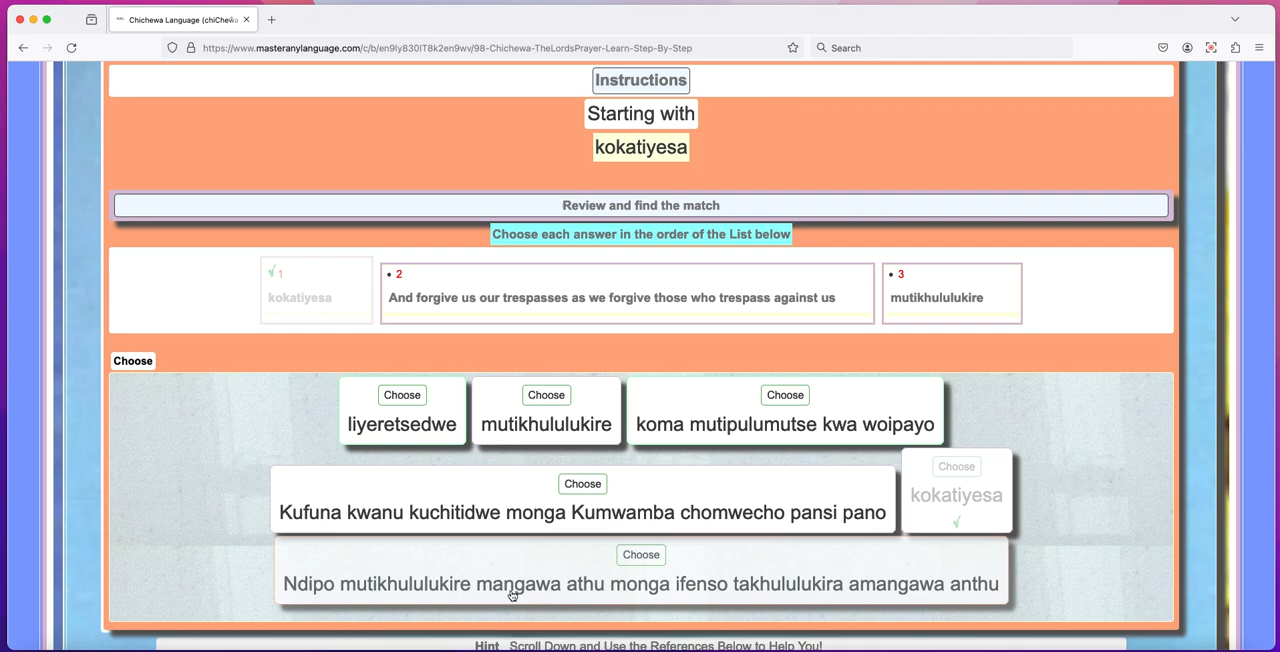 Chichewa Language (chiChewa
https://www.masteranylanguage.com/c/b/en9ly830IT8k2en9wv/98-Chichewa-TheLordsPrayer-Learn-Step-By-Step
Search
Instructions
Starting with
kokatiyesa
Review and find the match
Choose each answer in the order of the List below
√ 1
kokatiyesa
• 2
And forgive us our trespasses as we forgive those who trespass against us
• 3
mutikhululukire
Choose
Choose
liyeretsedwe
Choose
mutikhululukire
Choose
koma mutipulumutse kwa woipayo
Choose
Kufuna kwanu kuchitidwe monga Kumwamba chomwecho pansi pano
Choose
kokatiyesa
√
Choose
Ndipo mutikhululukire mangawa athu monga ifenso takhululukira amangawa anthu
Hint Scroll Down and Use the References Below to Help You!